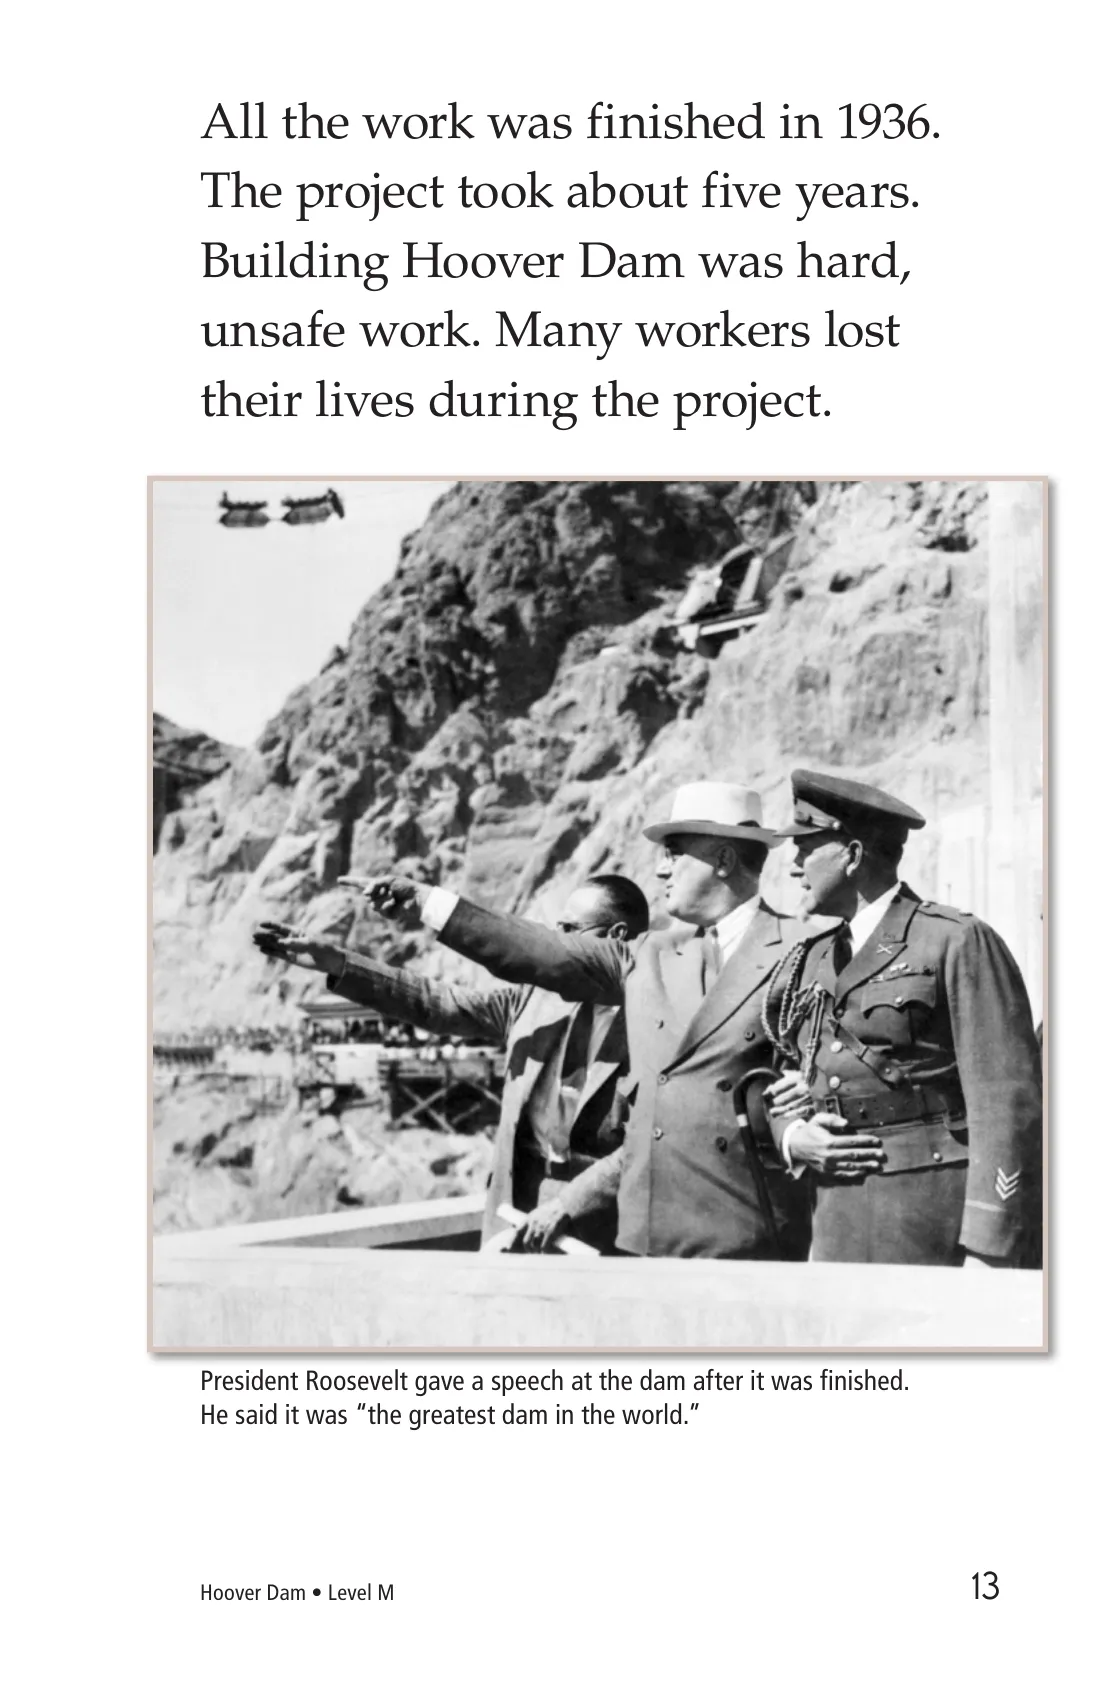 All the work was finished in 1936.
The project took about five years.
Building Hoover Dam was hard,
unsafe work. Many workers lost
their lives during the project.
President Roosevelt gave a speech at the dam after it was finished.
He said it was “the greatest dam in the world.”
Hoover Dam • Level M
13